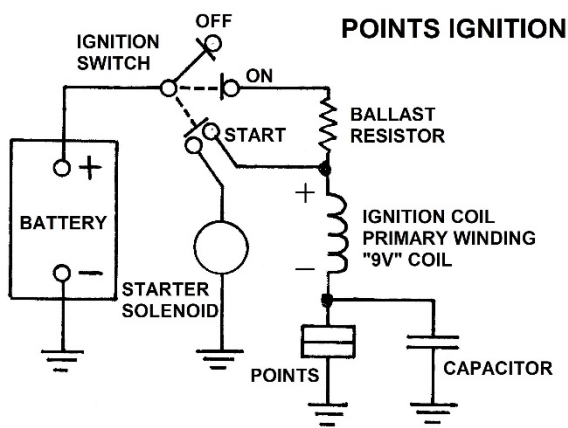 OFF
POINTS IGNITION
IGNITION
SWITCH
ON
BALLAST
RESISTOR
START
+
+
BATTERY
IGNITION COIL
PRIMARY WINDING
"9V" COIL
−
−
STARTER
SOLENOID
POINTS
CAPACITOR